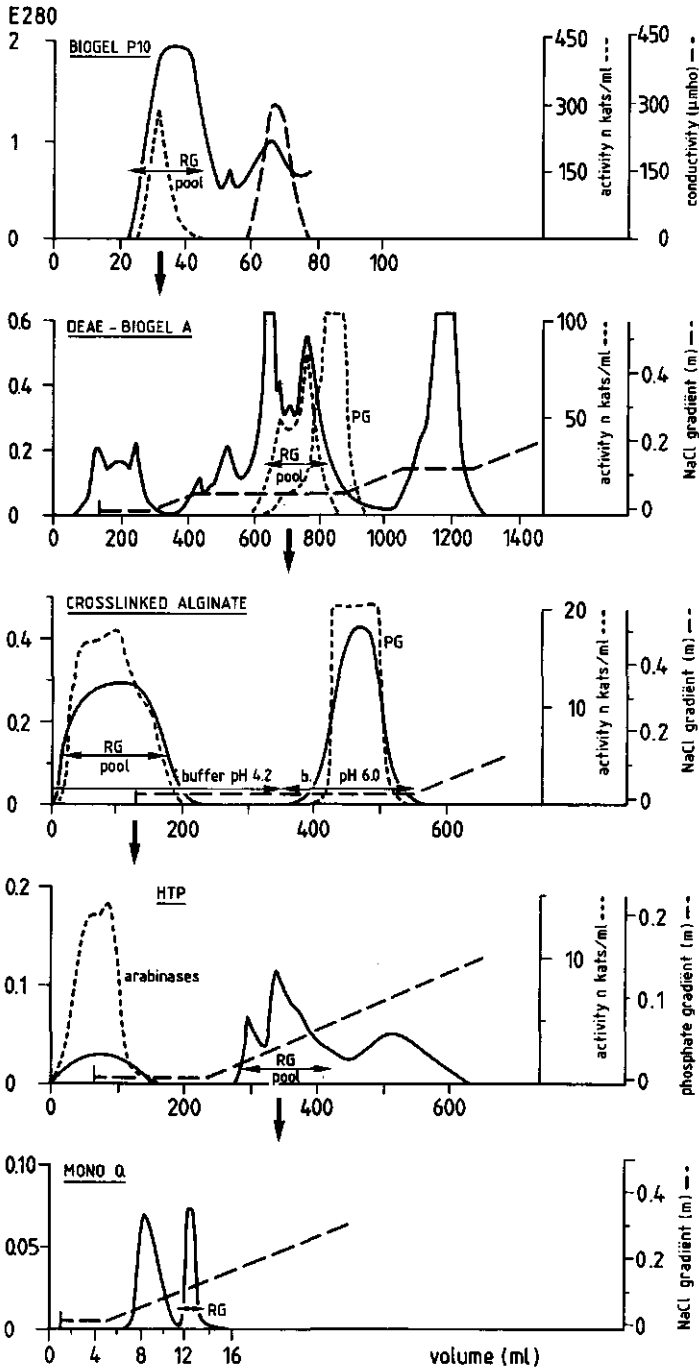 E280
BIOGEL P10
2
1
0
RG
pool
450
300
150
0
activity n kats/ml
450
300
150
0
conductivity (µmho)
0 20 40 60 80 100
DEAE - BIOGEL A
0.6
0.4
0.2
0
RG
pool
PG
100
50
activity n kats/ml
0.4
0.2
0
NaCl gradiënt (m)
0 200 400 600 800 1000 1200 1400
CROSSLINKED ALGINATE
0.4
0.2
0
RG
pool
buffer pH 4.2 b. pH 6.0
PG
20
10
activity n kats/ml
0.4
0.2
0
NaCl gradiënt (m)
0 200 400 600
HTP
0.2
0.1
0
arabinases
RG
pool
10
activity n kats/ml
0.2
0.1
0
phosphate gradiënt (m)
0 200 400 600
MONO Q
0.10
0.05
0
RG
0.4
0.2
0
NaCl gradiënt (m)
0 4 8 12 16 volume (ml)